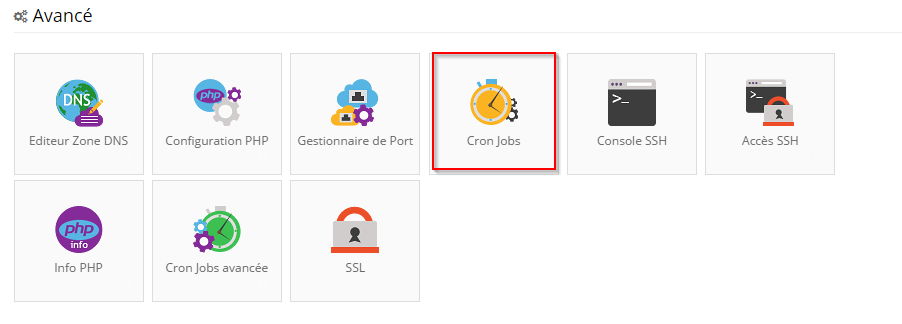 Avancé
DNS
php
>_
>_
Editeur Zone DNS
Configuration PHP
Gestionnaire de Port
Cron Jobs
Console SSH
Accès SSH
php
info
Info PHP
Cron Jobs avancée
SSL